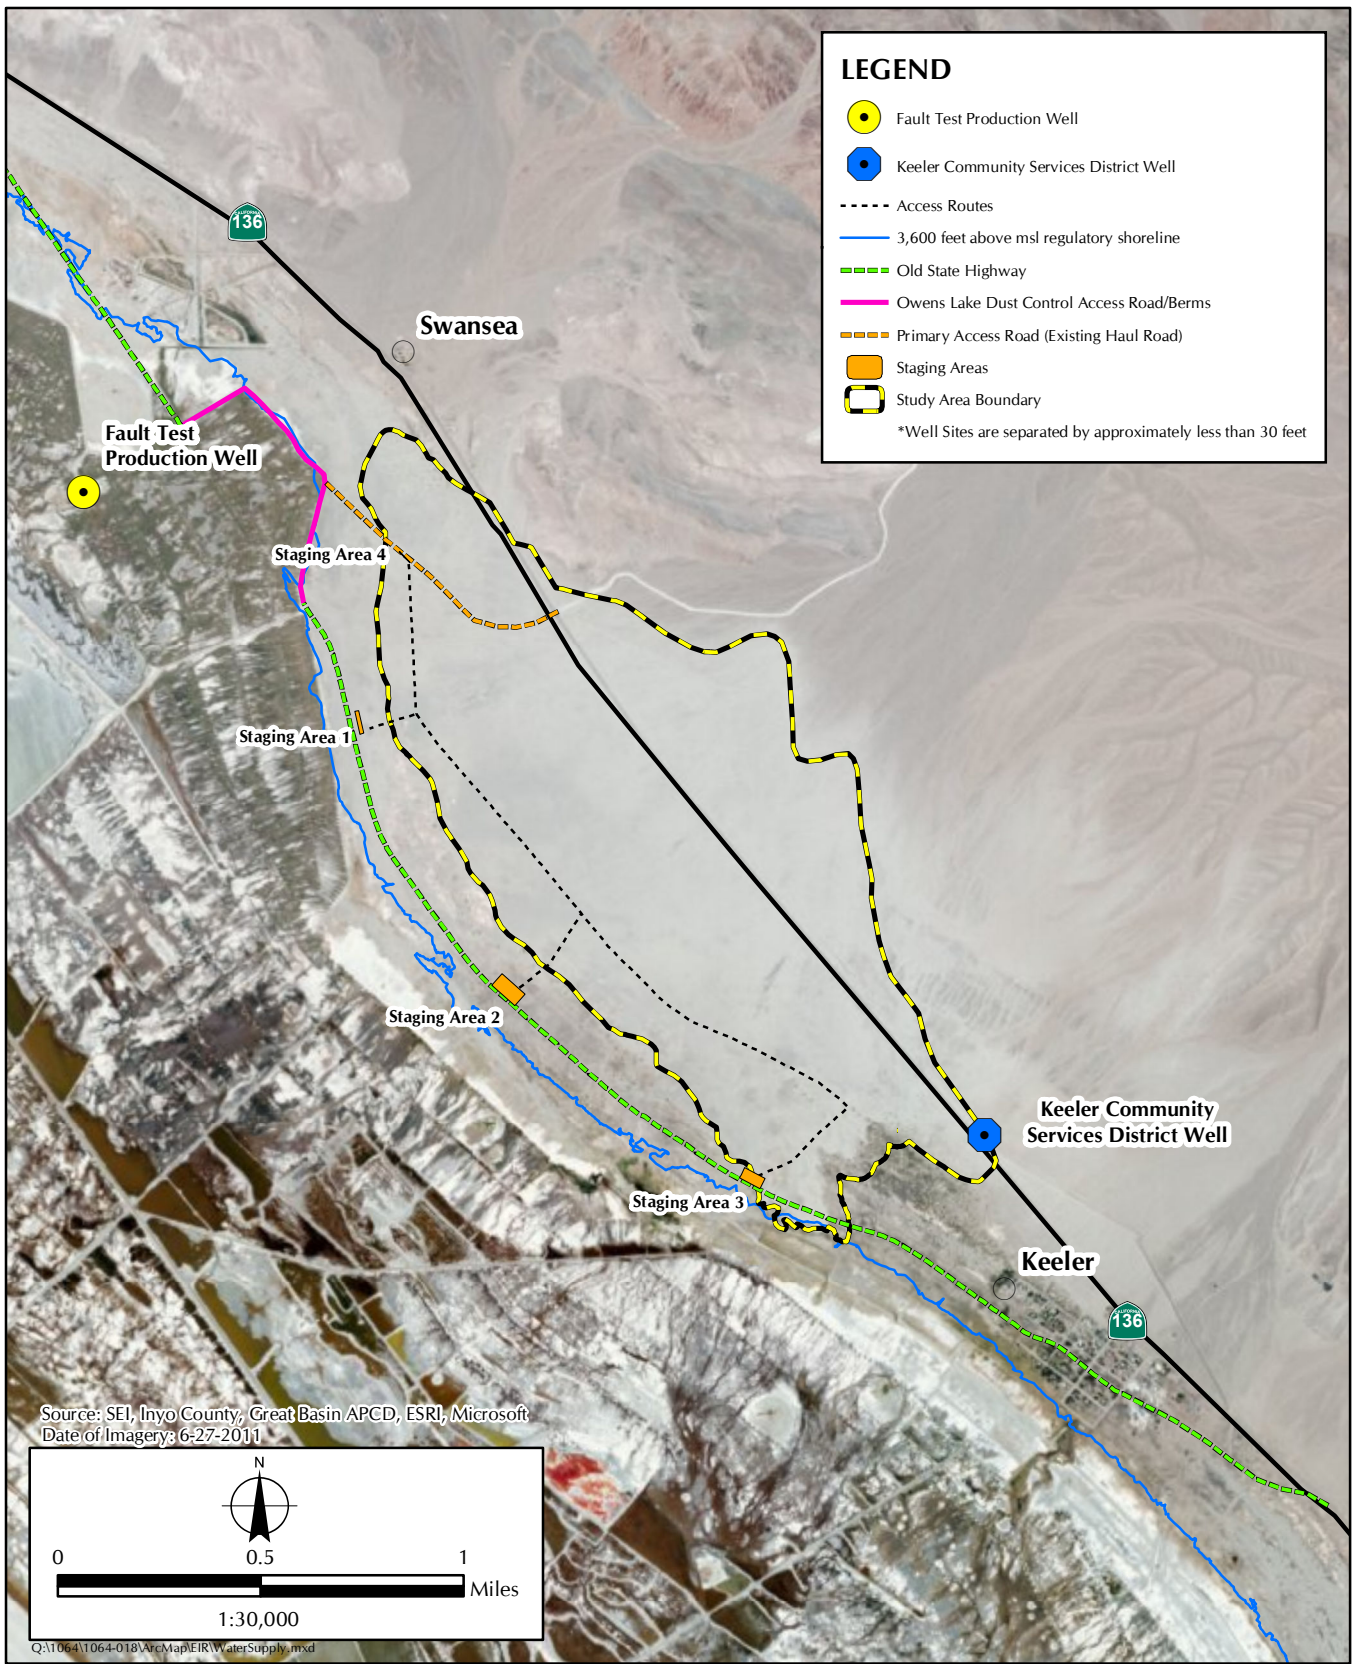 LEGEND
Fault Test Production Well
Keeler Community Services District Well
Access Routes
3,600 feet above msl regulatory shoreline
Old State Highway
Owens Lake Dust Control Access Road/Berms
Primary Access Road (Existing Haul Road)
Staging Areas
Study Area Boundary
*Well Sites are separated by approximately less than 30 feet
CALIFORNIA
136
Swansea
Fault Test
Production Well
Staging Area 4
Staging Area 1
Staging Area 2
Keeler Community
Services District Well
Staging Area 3
Keeler
CALIFORNIA
136
Source: SEI, Inyo County, Great Basin APCD, ESRI, Microsoft
Date of Imagery: 6-27-2011
N
0 0.5 1
Miles
1:30,000
Q:\1064\1064-018\ArcMap\EIR\WaterSupply.mxd